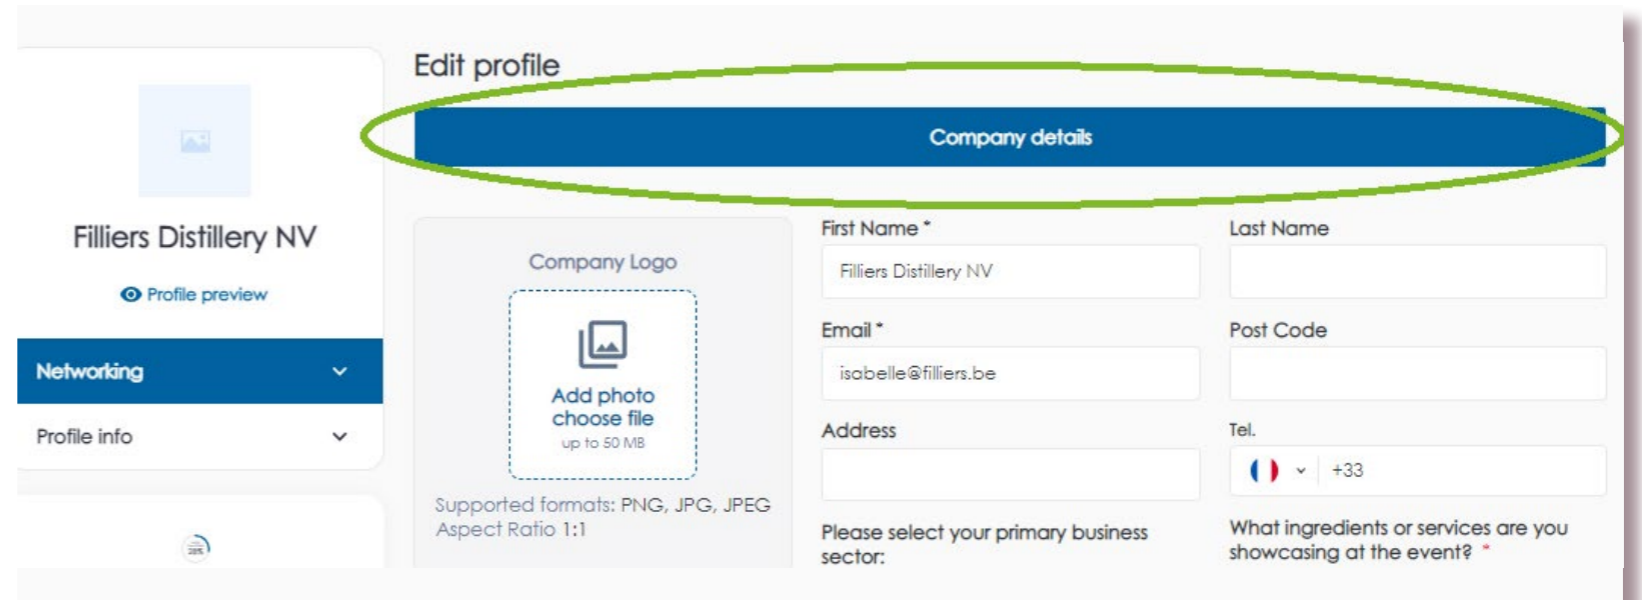 Edit profile
Company details
Filliers Distillery NV
Profile preview
Networking
Profile info
28%
Company Logo
Add photo
choose file
up to 50 MB
Supported formats: PNG, JPG, JPEG
Aspect Ratio 1:1
First Name *
Filliers Distillery NV
Last Name
Email *
isabelle@filliers.be
Post Code
Address
Tel.
+33
Please select your primary business
sector:
What ingredients or services are you
showcasing at the event? *